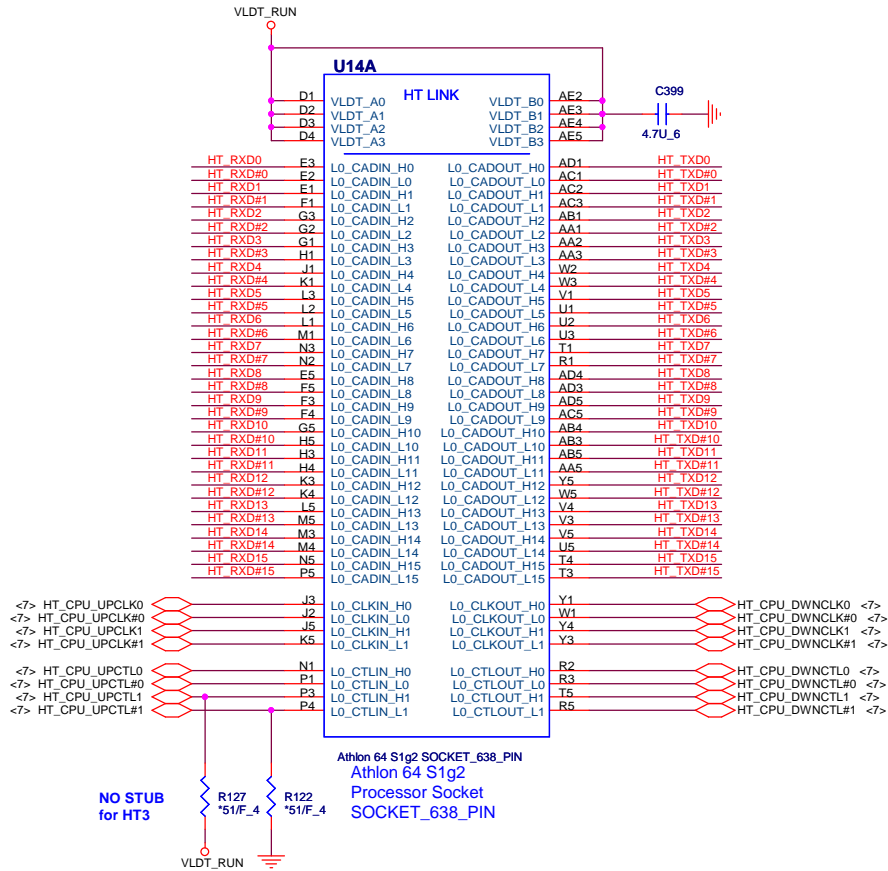 VLDT_RUN
U14A
HT LINK
C399
4.7U_6
D1 VLDT_A0 VLDT_B0 AE2
D2 VLDT_A1 VLDT_B1 AE3
D3 VLDT_A2 VLDT_B2 AE4
D4 VLDT_A3 VLDT_B3 AE5
HT_RXD0 E3 L0_CADIN_H0 L0_CADOUT_H0 AD1 HT_TXD0
HT_RXD#0 E2 L0_CADIN_L0 L0_CADOUT_L0 AC1 HT_TXD#0
HT_RXD1 E1 L0_CADIN_H1 L0_CADOUT_H1 AC2 HT_TXD1
HT_RXD#1 F1 L0_CADIN_L1 L0_CADOUT_L1 AC3 HT_TXD#1
HT_RXD2 G3 L0_CADIN_H2 L0_CADOUT_H2 AB1 HT_TXD2
HT_RXD#2 G2 L0_CADIN_L2 L0_CADOUT_L2 AA1 HT_TXD#2
HT_RXD3 G1 L0_CADIN_H3 L0_CADOUT_H3 AA2 HT_TXD3
HT_RXD#3 H1 L0_CADIN_L3 L0_CADOUT_L3 AA3 HT_TXD#3
HT_RXD4 J1 L0_CADIN_H4 L0_CADOUT_H4 W2 HT_TXD4
HT_RXD#4 K1 L0_CADIN_L4 L0_CADOUT_L4 W3 HT_TXD#4
HT_RXD5 L3 L0_CADIN_H5 L0_CADOUT_H5 V1 HT_TXD5
HT_RXD#5 L2 L0_CADIN_L5 L0_CADOUT_L5 U1 HT_TXD#5
HT_RXD6 L1 L0_CADIN_H6 L0_CADOUT_H6 U2 HT_TXD6
HT_RXD#6 M1 L0_CADIN_L6 L0_CADOUT_L6 U3 HT_TXD#6
HT_RXD7 N3 L0_CADIN_H7 L0_CADOUT_H7 T1 HT_TXD7
HT_RXD#7 N2 L0_CADIN_L7 L0_CADOUT_L7 R1 HT_TXD#7
HT_RXD8 E5 L0_CADIN_H8 L0_CADOUT_H8 AD4 HT_TXD8
HT_RXD#8 F5 L0_CADIN_L8 L0_CADOUT_L8 AD3 HT_TXD#8
HT_RXD9 F3 L0_CADIN_H9 L0_CADOUT_H9 AD5 HT_TXD9
HT_RXD#9 F4 L0_CADIN_L9 L0_CADOUT_L9 AC5 HT_TXD#9
HT_RXD10 G5 L0_CADIN_H10 L0_CADOUT_H10 AB4 HT_TXD10
HT_RXD#10 H5 L0_CADIN_L10 L0_CADOUT_L10 AB3 HT_TXD#10
HT_RXD11 H3 L0_CADIN_H11 L0_CADOUT_H11 AB5 HT_TXD11
HT_RXD#11 H4 L0_CADIN_L11 L0_CADOUT_L11 AA5 HT_TXD#11
HT_RXD12 K3 L0_CADIN_H12 L0_CADOUT_H12 Y5 HT_TXD12
HT_RXD#12 K4 L0_CADIN_L12 L0_CADOUT_L12 W5 HT_TXD#12
HT_RXD13 L5 L0_CADIN_H13 L0_CADOUT_H13 V4 HT_TXD13
HT_RXD#13 M5 L0_CADIN_L13 L0_CADOUT_L13 V3 HT_TXD#13
HT_RXD14 M3 L0_CADIN_H14 L0_CADOUT_H14 V5 HT_TXD14
HT_RXD#14 M4 L0_CADIN_L14 L0_CADOUT_L14 U5 HT_TXD#14
HT_RXD15 N5 L0_CADIN_H15 L0_CADOUT_H15 T4 HT_TXD15
HT_RXD#15 P5 L0_CADIN_L15 L0_CADOUT_L15 T3 HT_TXD#15
<7> HT_CPU_UPCLK0 J3 L0_CLKIN_H0 L0_CLKOUT_H0 Y1 HT_CPU_DWNCLK0 <7>
<7> HT_CPU_UPCLK#0 J2 L0_CLKIN_L0 L0_CLKOUT_L0 W1 HT_CPU_DWNCLK#0 <7>
<7> HT_CPU_UPCLK1 J5 L0_CLKIN_H1 L0_CLKOUT_H1 Y4 HT_CPU_DWNCLK1 <7>
<7> HT_CPU_UPCLK#1 K5 L0_CLKIN_L1 L0_CLKOUT_L1 Y3 HT_CPU_DWNCLK#1 <7>
<7> HT_CPU_UPCTL0 N1 L0_CTLIN_H0 L0_CTLOUT_H0 R2 HT_CPU_DWNCTL0 <7>
<7> HT_CPU_UPCTL#0 P1 L0_CTLIN_L0 L0_CTLOUT_L0 R3 HT_CPU_DWNCTL#0 <7>
<7> HT_CPU_UPCTL1 P3 L0_CTLIN_H1 L0_CTLOUT_H1 T5 HT_CPU_DWNCTL1 <7>
<7> HT_CPU_UPCTL#1 P4 L0_CTLIN_L1 L0_CTLOUT_L1 R5 HT_CPU_DWNCTL#1 <7>
Athlon 64 S1g2 SOCKET_638_PIN
Athlon 64 S1g2
Processor Socket
SOCKET_638_PIN
NO STUB
for HT3
R127
*51/F_4
R122
*51/F_4
VLDT_RUN